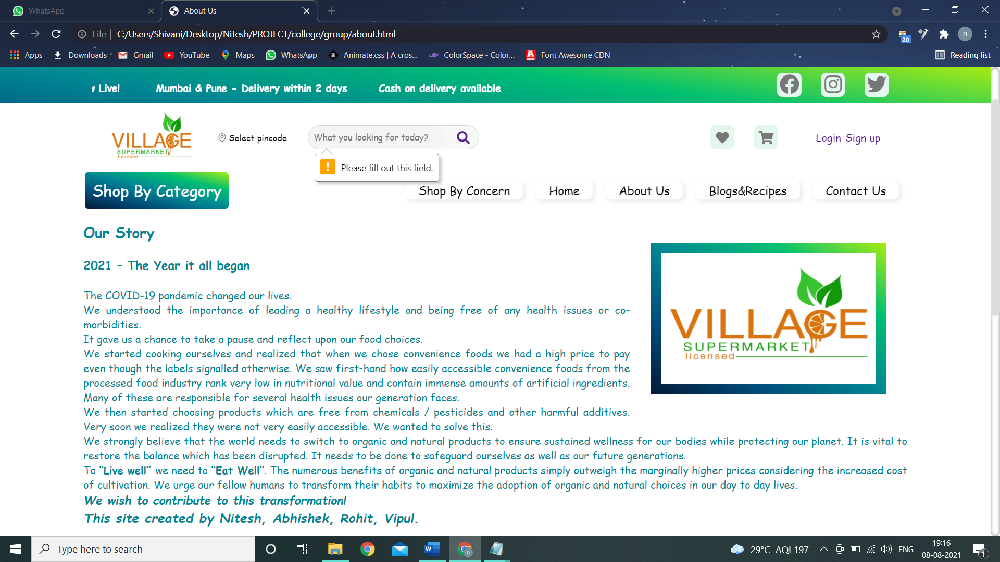 WhatsApp
About Us
File
C:/Users/Shivani/Desktop/Nitesh/PROJECT/college/group/about.html
20
n
Apps
Downloads
Gmail
YouTube
Maps
WhatsApp
Animate.css | A cros...
ColorSpace - Color...
Font Awesome CDN
Reading list
Live!
Mumbai & Pune - Delivery within 2 days
Cash on delivery available
VILLAGE
SUPERMARKET
licensed
Select pincode
What you looking for today?
Login Sign up
Please fill out this field.
Shop By Category
Shop By Concern
Home
About Us
Blogs&Recipes
Contact Us
Our Story
2021 - The Year it all began
The COVID-19 pandemic changed our lives.
We understood the importance of leading a healthy lifestyle and being free of any health issues or co-
morbidities.
It gave us a chance to take a pause and reflect upon our food choices.
We started cooking ourselves and realized that when we chose convenience foods we had a high price to pay
even though the labels signalled otherwise. We saw first-hand how easily accessible convenience foods from the
processed food industry rank very low in nutritional value and contain immense amounts of artificial ingredients.
Many of these are responsible for several health issues our generation faces.
We then started choosing products which are free from chemicals / pesticides and other harmful additives.
Very soon we realized they were not very easily accessible. We wanted to solve this.
We strongly believe that the world needs to switch to organic and natural products to ensure sustained wellness for our bodies while protecting our planet. It is vital to
restore the balance which has been disrupted. It needs to be done to safeguard ourselves as well as our future generations.
To “Live well” we need to “Eat Well”. The numerous benefits of organic and natural products simply outweigh the marginally higher prices considering the increased cost
of cultivation. We urge our fellow humans to transform their habits to maximize the adoption of organic and natural choices in our day to day lives.
We wish to contribute to this transformation!
This site created by Nitesh, Abhishek, Rohit, Vipul.
VILLAGE
SUPERMARKET
licensed
Type here to search
29°C AQI 197
ENG
19:16
08-08-2021
1